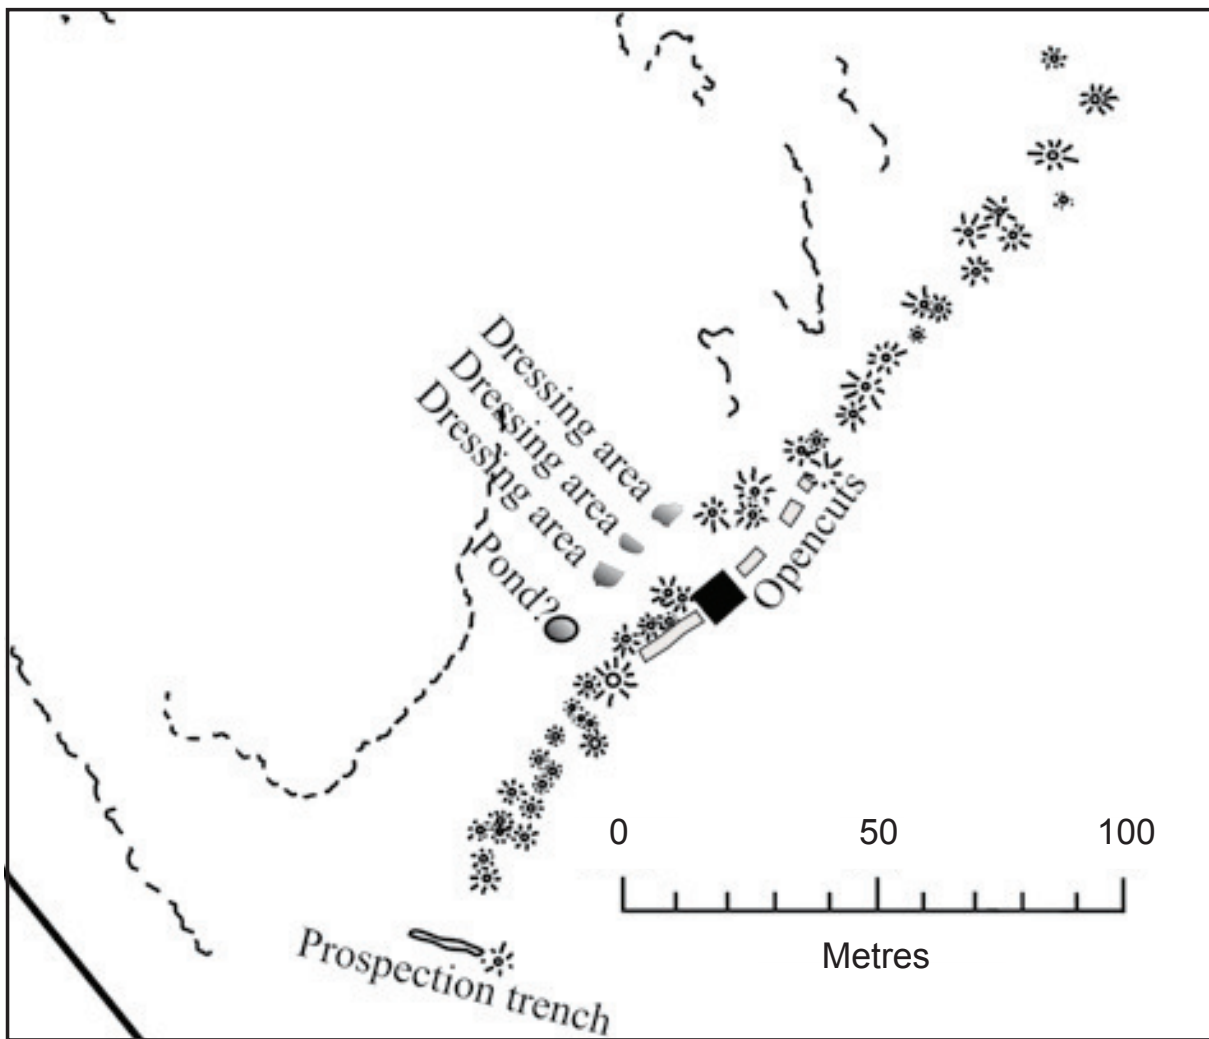 Dressing area
Dressing area
Dressing area
Pond?
Opencuts
0 50 100
Metres
Prospection trench